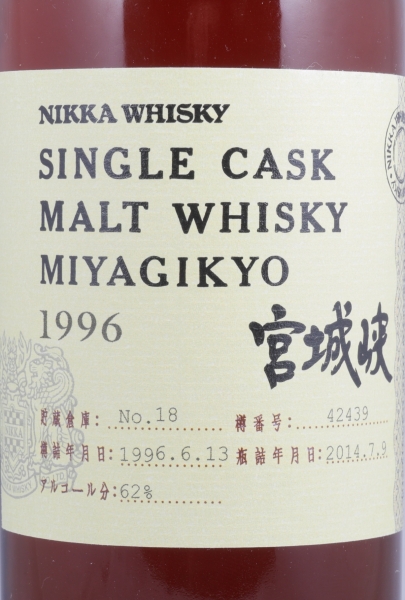 NIKKA WHISKY
SINGLE CASK
MALT WHISKY
MIYAGIKYO
1996
宮城峡
貯蔵倉庫: No.18 樽番号: 42439
樽詰年月日: 1996.6.13 瓶詰年月日: 2014.7.9
アルコール分: 62%
NIKKA